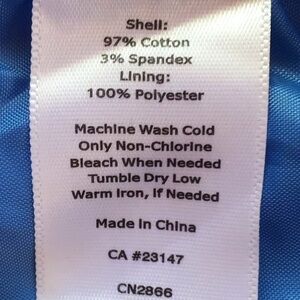 Shell:
97% Cotton
3% Spandex
Lining:
100% Polyester
Machine Wash Cold
Only Non-Chlorine
Bleach When Needed
Tumble Dry Low
Warm Iron, If Needed
Made In China
CA #23147
CN2866